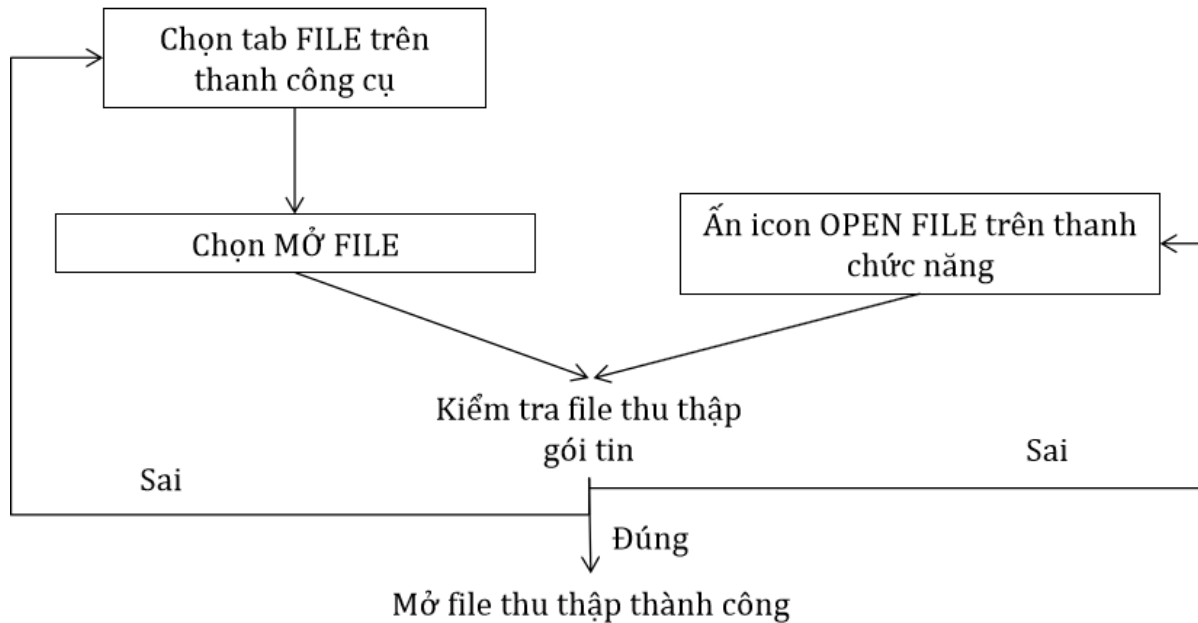 Chọn tab FILE trên
thanh công cụ
Chọn MỞ FILE
Ấn icon OPEN FILE trên thanh
chức năng
Kiểm tra file thu thập
gói tin
Sai
Sai
Đúng
Mở file thu thập thành công